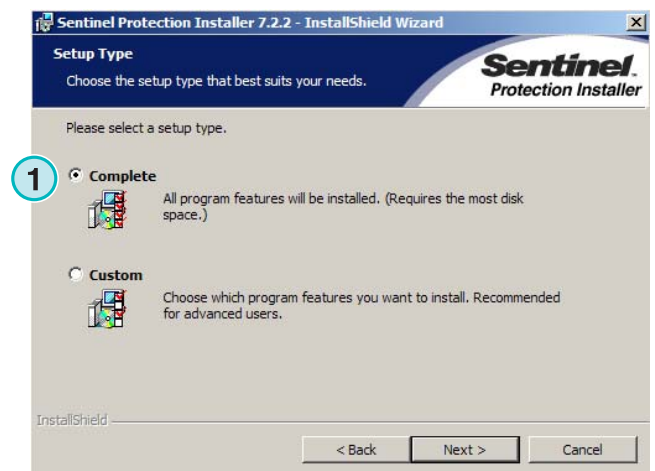 Sentinel Protection Installer 7.2.2 - InstallShield Wizard
Setup Type
Choose the setup type that best suits your needs.
Sentinel.
Protection Installer
Please select a setup type.
1
Complete
All program features will be installed. (Requires the most disk
space.)
Custom
Choose which program features you want to install. Recommended
for advanced users.
InstallShield
< Back
Next >
Cancel